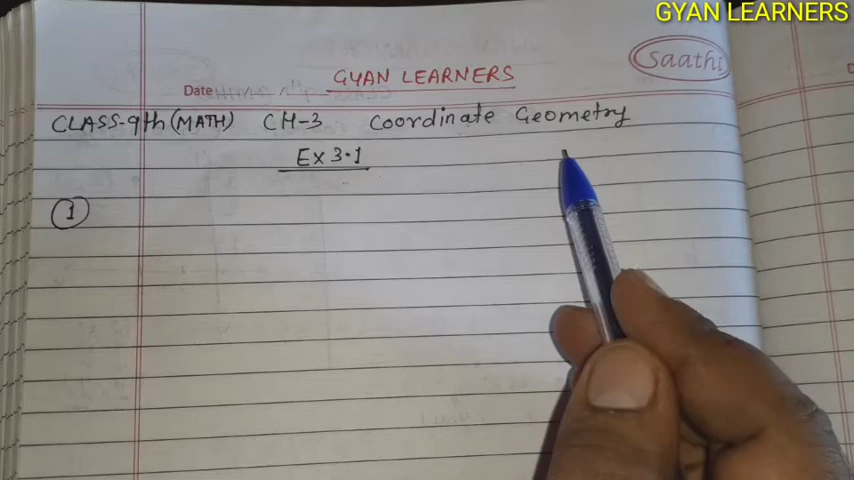 GYAN LEARNERS
Saathi
Date
GYAN LEARNERS
CLASS-9th (MATH) CH-3 Coordinate Geometry
Ex 3.1
1